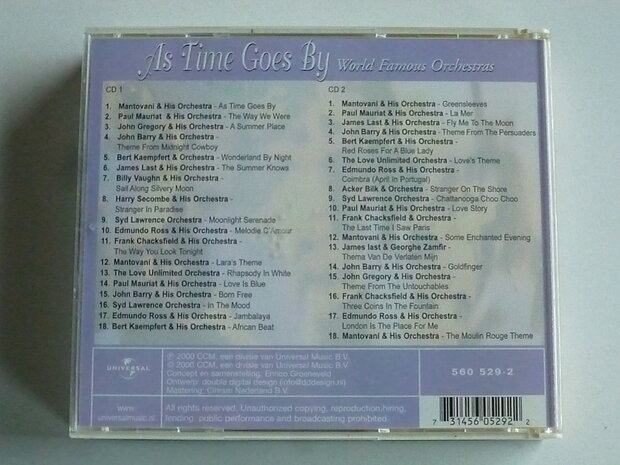 As Time Goes By World Famous Orchestras
CD 1
1. Mantovani & His Orchestra - As Time Goes By
2. Paul Mauriat & His Orchestra - The Way We Were
3. John Gregory & His Orchestra - A Summer Place
4. John Barry & His Orchestra -
Theme From Midnight Cowboy
5. Bert Kaempfert & His Orchestra - Wonderland By Night
6. James Last & His Orchestra - The Summer Knows
7. Billy Vaughn & His Orchestra -
Sail Along Silvery Moon
8. Harry Secombe & His Orchestra -
Stranger In Paradise
9. Syd Lawrence Orchestra - Moonlight Serenade
10. Edmundo Ross & His Orchestra - Melodie D'Amour
11. Frank Chacksfield & His Orchestra -
The Way You Look Tonight
12. Mantovani & His Orchestra - Lara's Theme
13. The Love Unlimited Orchestra - Rhapsody In White
14. Paul Mauriat & His Orchestra - Love Is Blue
15. John Barry & His Orchestra - Born Free
16. Syd Lawrence Orchestra - In The Mood
17. Edmundo Ross & His Orchestra - Jambalaya
18. Bert Kaempfert & His Orchestra - African Beat
CD 2
1. Mantovani & His Orchestra - Greensleeves
2. Paul Mauriat & His Orchestra - La Mer
3. James Last & His Orchestra - Fly Me To The Moon
4. John Barry & His Orchestra - Theme From The Persuaders
5. Bert Kaempfert & His Orchestra -
Red Roses For A Blue Lady
6. The Love Unlimited Orchestra - Love's Theme
7. Edmundo Ross & His Orchestra -
Coimbra (April In Portugal)
8. Acker Bilk & Orchestra - Stranger On The Shore
9. Syd Lawrence Orchestra - Chattanooga Choo Choo
10. Paul Mauriat & His Orchestra - Love Story
11. Frank Chacksfield & His Orchestra -
The Last Time I Saw Paris
12. Mantovani & His Orchestra - Some Enchanted Evening
13. James last & Georghe Zamfir -
Thema Van De Verlaten Mijn
14. John Barry & His Orchestra - Goldfinger
15. John Gregory & His Orchestra -
Theme From The Untouchables
16. Frank Chacksfield & His Orchestra -
Three Coins In The Fountain
17. Edmundo Ross & His Orchestra -
London Is The Place For Me
18. Mantovani & His Orchestra - The Moulin Rouge Theme
UNIVERSAL
℗ 2000 CCM, een divisie van Universal Music B.V.
© 2000 CCM, een divisie van Universal Music B.V.
Concept en samenstelling: Enrico Groeneveld
Ontwerp: double digital design (info@dddesign.nl)
Mastering: Cinram Nederland B.V.
560 529-2
www.
universalmusic.nl
All rights reserved. Unauthorized copying, reproduction, hiring,
lending, public performance and broadcasting prohibited.
7 31456 05292 2